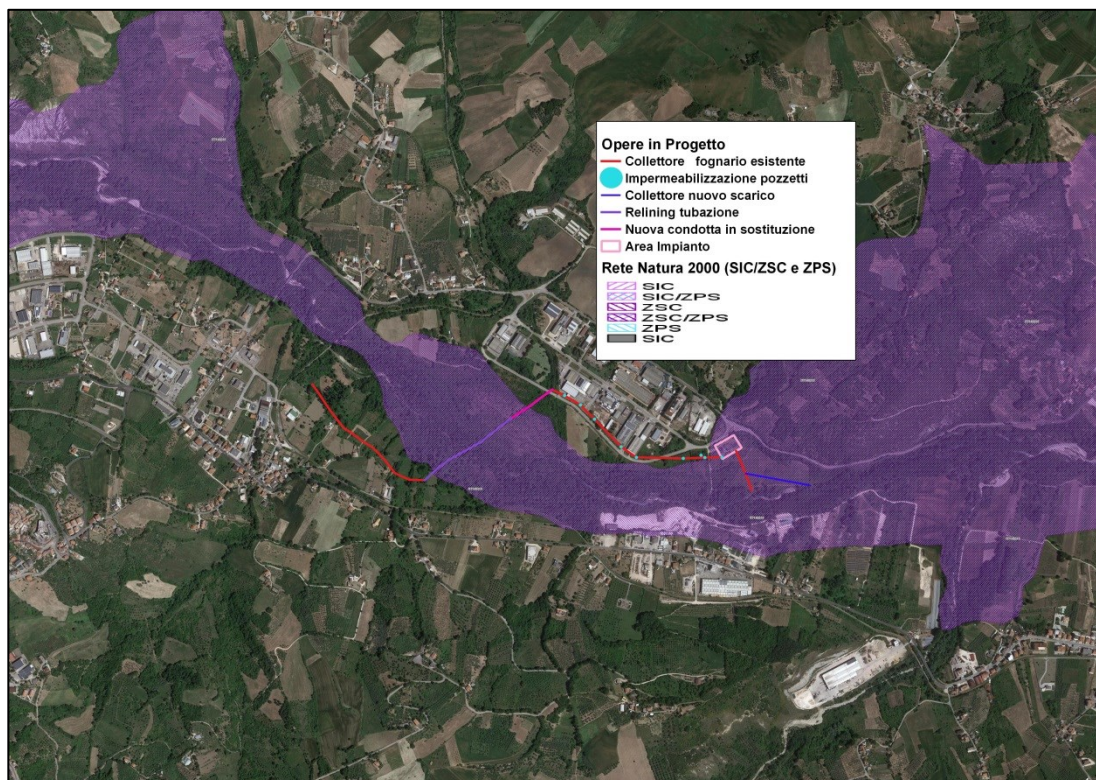 Opere in Progetto
Collettore fognario esistente
Impermeabilizzazione pozzetti
Collettore nuovo scarico
Relining tubazione
Nuova condotta in sostituzione
Area Impianto
Rete Natura 2000 (SIC/ZSC e ZPS)
SIC
SIC/ZPS
ZSC
ZSC/ZPS
ZPS
SIC